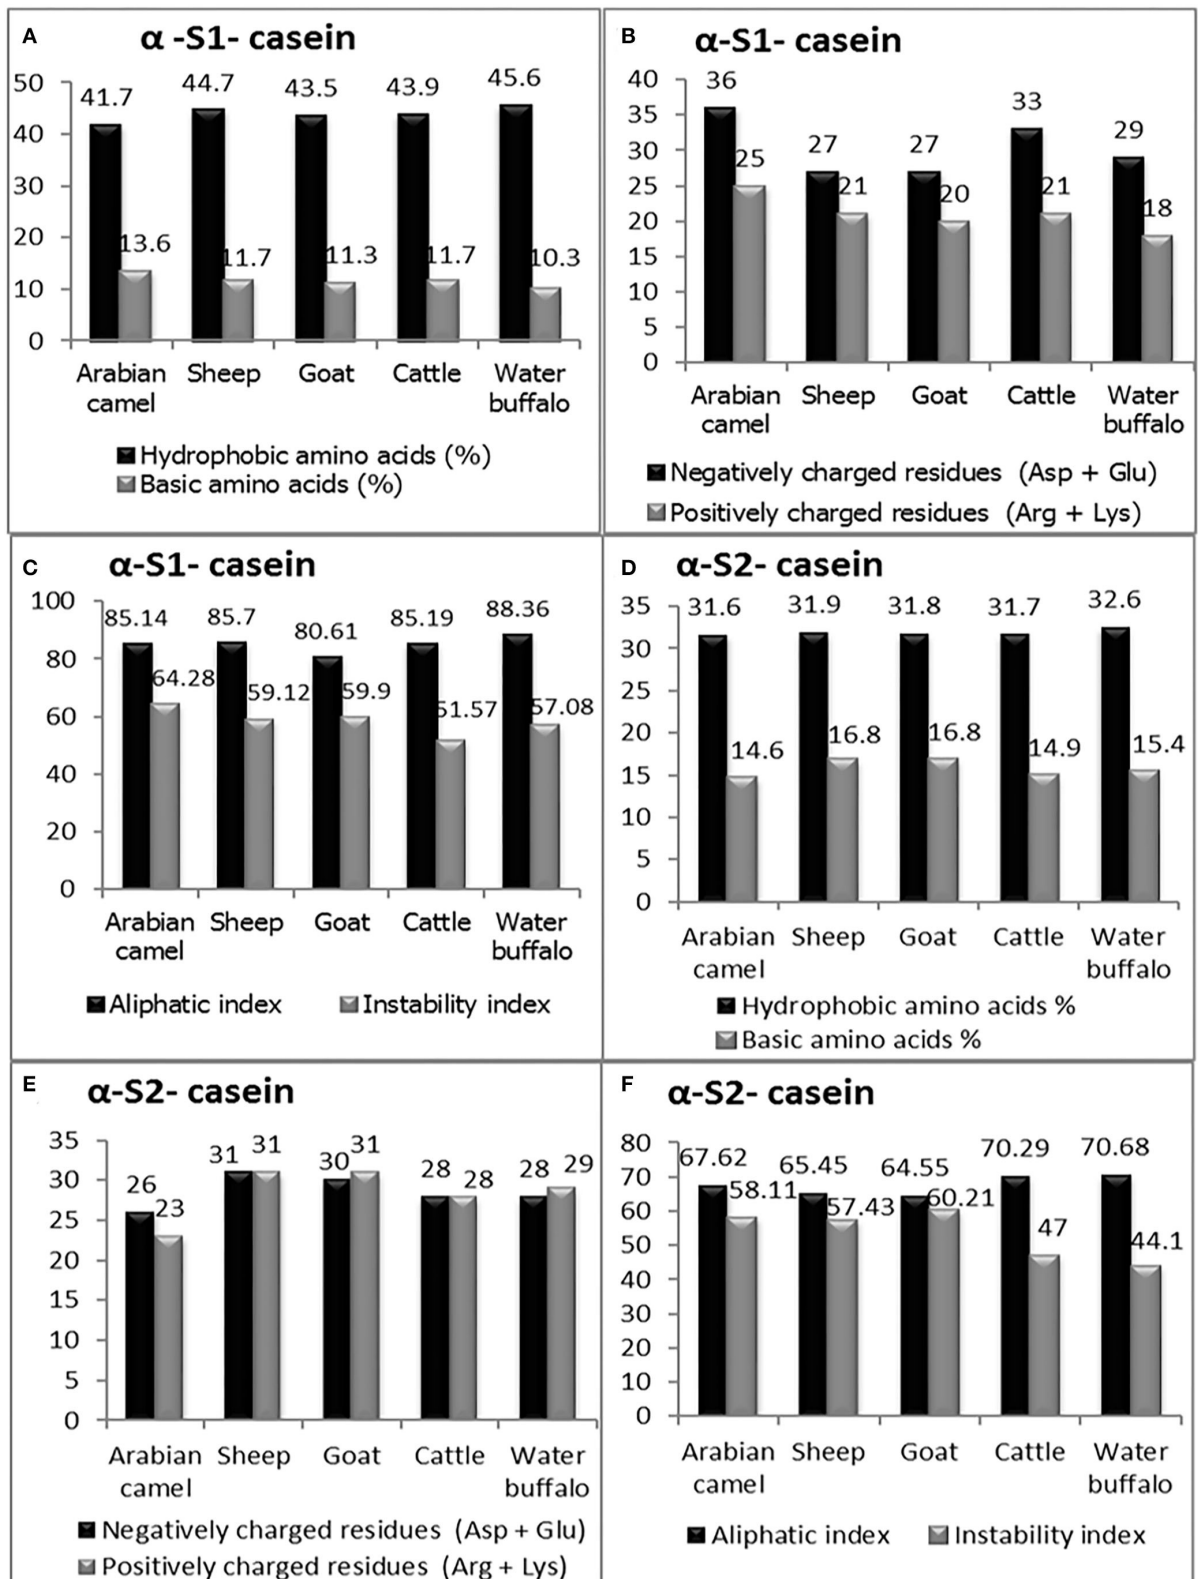 A
α -S1- casein
50
40
30
20
10
0
41.7
44.7
43.5
43.9
45.6
13.6
11.7
11.3
11.7
10.3
Arabian camel
Sheep
Goat
Cattle
Water buffalo
Hydrophobic amino acids (%)
Basic amino acids (%)
B
α-S1- casein
40
35
30
25
20
15
10
5
0
36
27
27
33
29
25
21
20
21
18
Arabian camel
Sheep
Goat
Cattle
Water buffalo
Negatively charged residues (Asp + Glu)
Positively charged residues (Arg + Lys)
C
α-S1- casein
100
80
60
40
20
0
85.14
85.7
80.61
85.19
88.36
64.28
59.12
59.9
51.57
57.08
Arabian camel
Sheep
Goat
Cattle
Water buffalo
Aliphatic index
Instability index
D
α-S2- casein
35
30
25
20
15
10
5
0
31.6
31.9
31.8
31.7
32.6
14.6
16.8
16.8
14.9
15.4
Arabian camel
Sheep
Goat
Cattle
Water buffalo
Hydrophobic amino acids %
Basic amino acids %
E
α-S2- casein
35
30
25
20
15
10
5
0
26
31
30
28
28
23
31
31
28
29
Arabian camel
Sheep
Goat
Cattle
Water buffalo
Negatively charged residues (Asp + Glu)
Positively charged residues (Arg + Lys)
F
α-S2- casein
80
70
60
50
40
30
20
10
0
67.62
65.45
64.55
70.29
70.68
58.11
57.43
60.21
47
44.1
Arabian camel
Sheep
Goat
Cattle
Water buffalo
Aliphatic index
Instability index